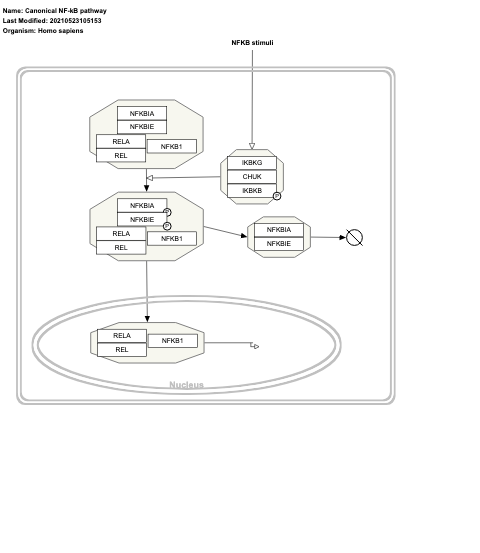 Name: Canonical NF-kB pathway
Last Modified: 20210523105153
Organism: Homo sapiens
NFKB stimuli
NFKBIA
NFKBIE
RELA
NFKB1
REL
IKBKG
CHUK
IKBKB
P
NFKBIA
P
NFKBIE
P
RELA
NFKB1
REL
NFKBIA
NFKBIE
RELA
NFKB1
REL
Nucleus